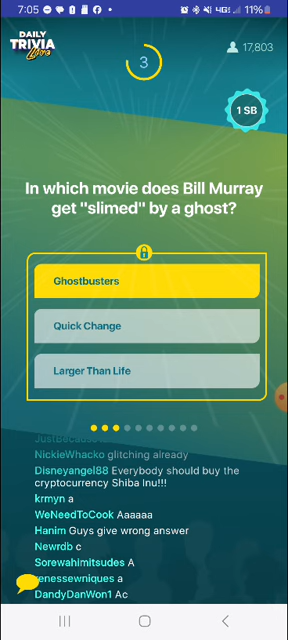 7:05
4G
11%
DAILY
TRIVIA
Live
3
17,803
1 SB
In which movie does Bill Murray
get "slimed" by a ghost?
Ghostbusters
Quick Change
Larger Than Life
NickieWhacko glitching already
Disneyangel88 Everybody should buy the
cryptocurrency Shiba Inu!!!
krmyn a
WeNeedToCook Aaaaaa
Hanim Guys give wrong answer
Newrdb c
Sorewahimitsudes A
enessewniques a
DandyDanWon1 Ac